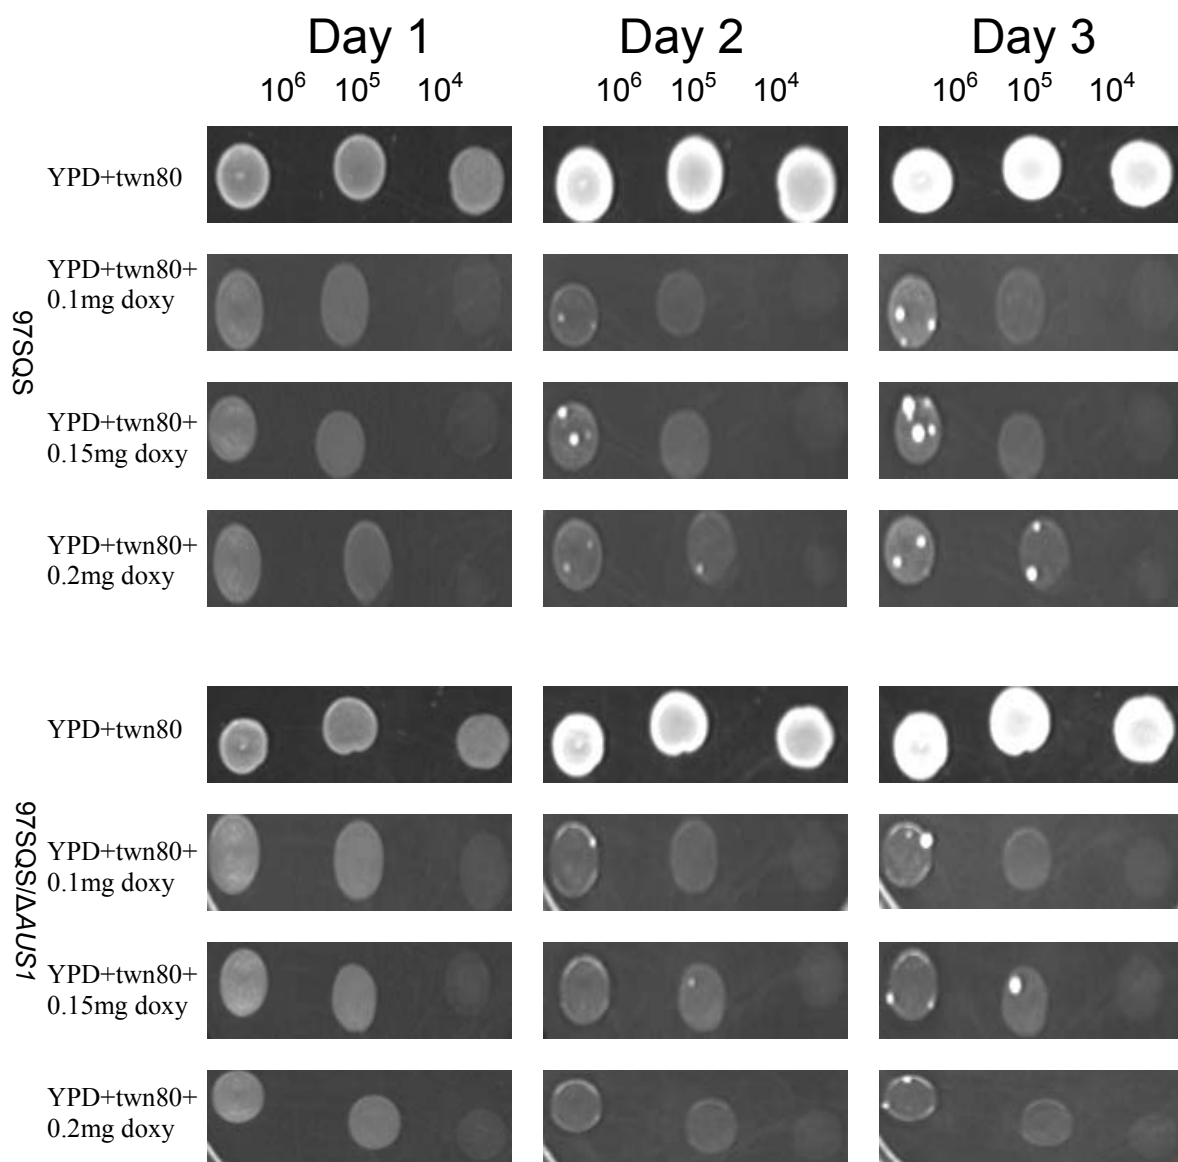 Day 1 Day 2 Day 3
10⁶ 10⁵ 10⁴ 10⁶ 10⁵ 10⁴ 10⁶ 10⁵ 10⁴
97SQS
YPD+twn80
YPD+twn80+
0.1mg doxy
YPD+twn80+
0.15mg doxy
YPD+twn80+
0.2mg doxy
97SQS/ΔAUS1
YPD+twn80
YPD+twn80+
0.1mg doxy
YPD+twn80+
0.15mg doxy
YPD+twn80+
0.2mg doxy